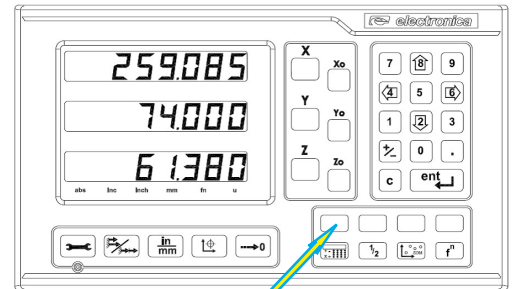 electronica
X
Xo
259.085
Y
Yo
74.000
Z
Zo
61.380
abs Inc Inch mm fn u
7 8 9
4 5 6
1 2 3
+/- 0 .
c ent
in
mm
0
1/2
fⁿ